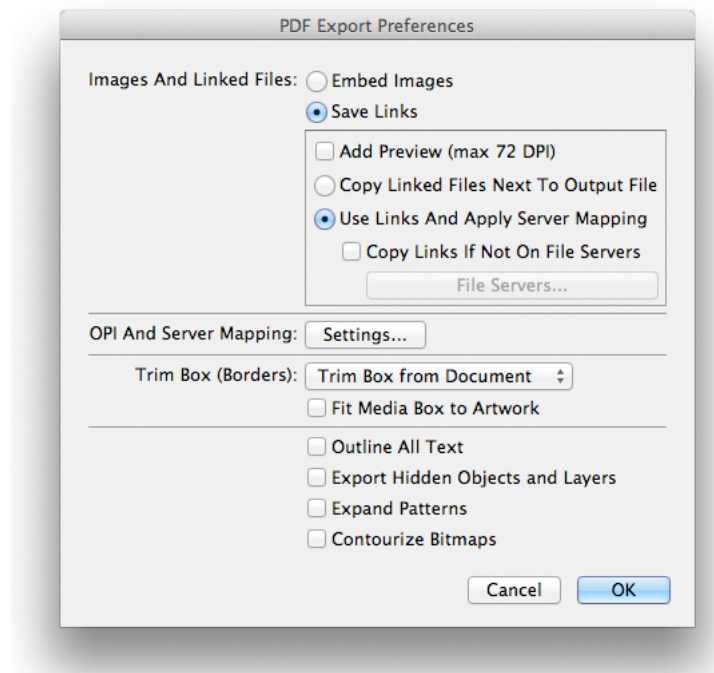 PDF Export Preferences
Images And Linked Files: Embed Images
Save Links
Add Preview (max 72 DPI)
Copy Linked Files Next To Output File
Use Links And Apply Server Mapping
Copy Links If Not On File Servers
File Servers...
OPI And Server Mapping: Settings...
Trim Box (Borders): Trim Box from Document
Fit Media Box to Artwork
Outline All Text
Export Hidden Objects and Layers
Expand Patterns
Contourize Bitmaps
Cancel OK